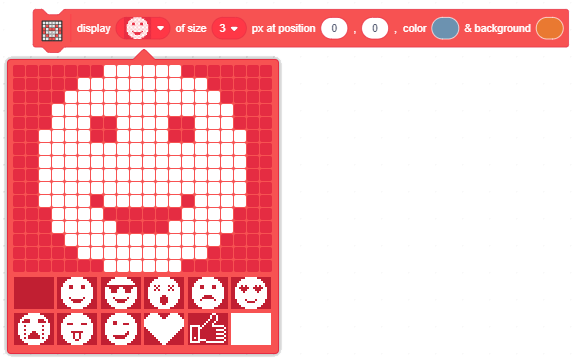 display of size 3 px at position 0 , 0 , color & background